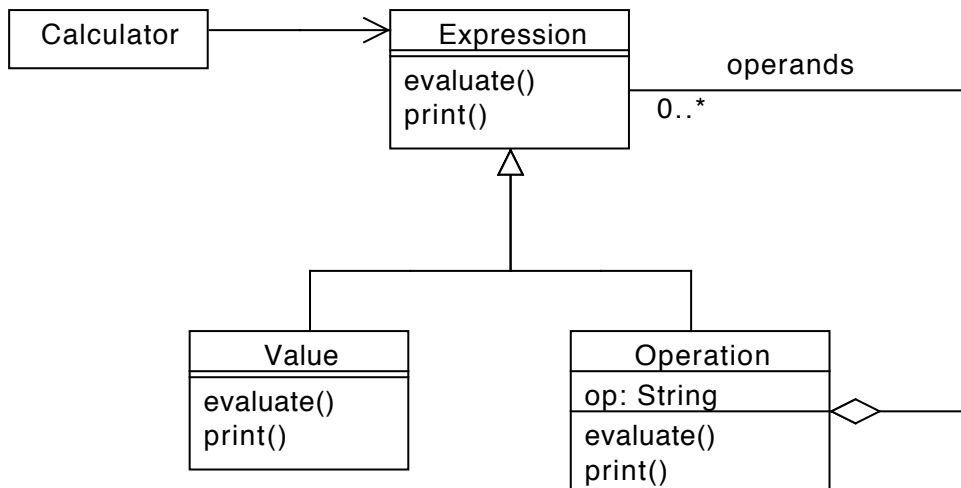 Calculator
Expression
evaluate()
print()
operands
0..*
Value
evaluate()
print()
Operation
op: String
evaluate()
print()